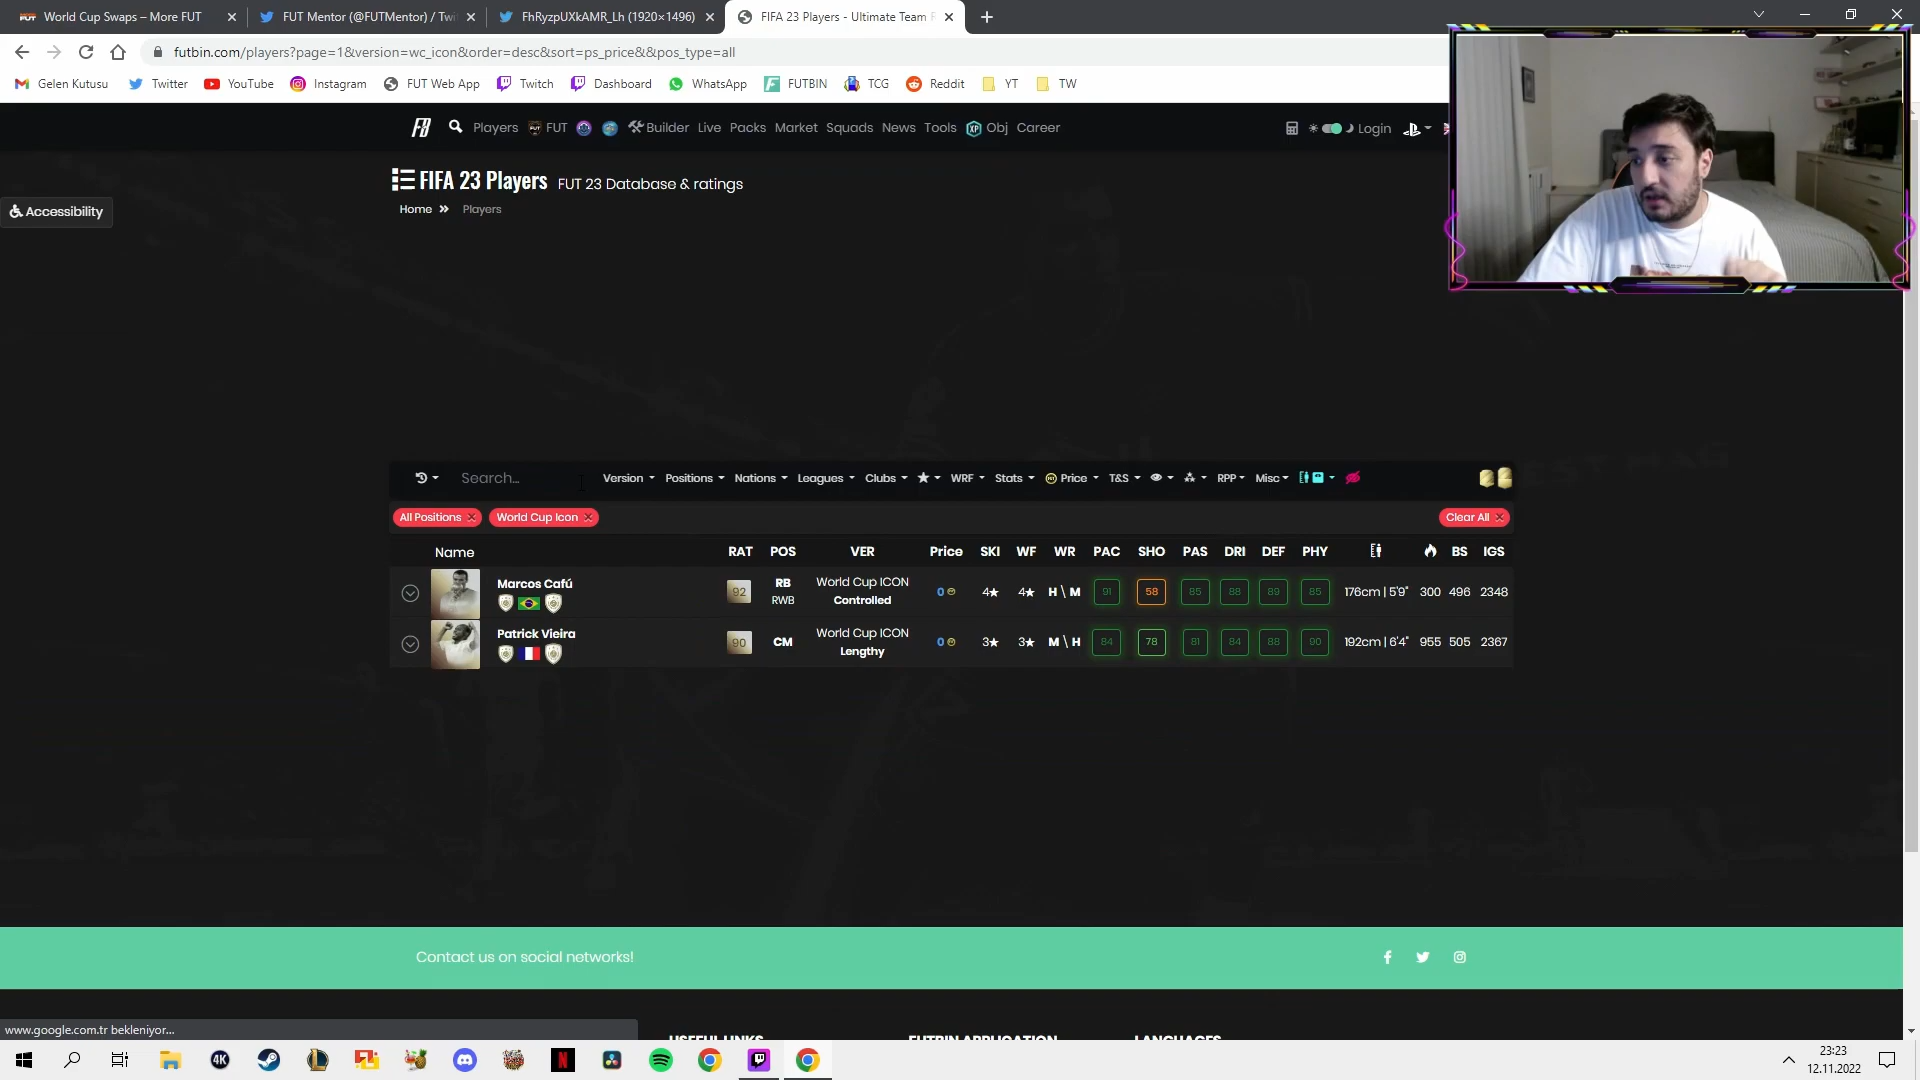 World Cup Swaps – More FUT
FUT Mentor (@FUTMentor) / Twi
FhRyzpUXkAMR_Lh (1920×1496)
FIFA 23 Players - Ultimate Team F
futbin.com/players?page=1&version=wc_icon&order=desc&sort=ps_price&&pos_type=all
Gelen Kutusu Twitter YouTube Instagram FUT Web App Twitch Dashboard WhatsApp FUTBIN TCG Reddit YT TW
Players FUT Builder Live Packs Market Squads News Tools XP Obj Career Login
FIFA 23 Players FUT 23 Database & ratings
Home » Players
Accessibility
Search... Version Positions Nations Leagues Clubs WRF Stats Price T&S RPP Misc
All Positions × World Cup Icon × Clear All ×
Name RAT POS VER Price SKI WF WR PAC SHO PAS DRI DEF PHY BS IGS
Marcos Cafú 92 RB RWB World Cup ICON Controlled 0 4★ 4★ H \ M 91 58 85 88 89 85 176cm | 5'9" 300 496 2348
Patrick Vieira 90 CM World Cup ICON Lengthy 0 3★ 3★ M \ H 84 78 81 84 88 90 192cm | 6'4" 955 505 2367
Contact us on social networks!
www.google.com.tr bekleniyor...
USEFUL LINKS FUTBIN APPLICATION LANGUAGES
4K
23:23
12.11.2022